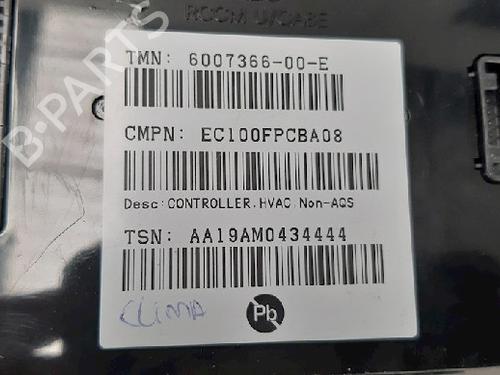 B-PARTS
TMN: 6007366-00-E
CMPN: EC100FPCBA08
Desc:CONTROLLER,HVAC,Non-AQS
TSN: AA19AM0434444
CLIMA
Pb